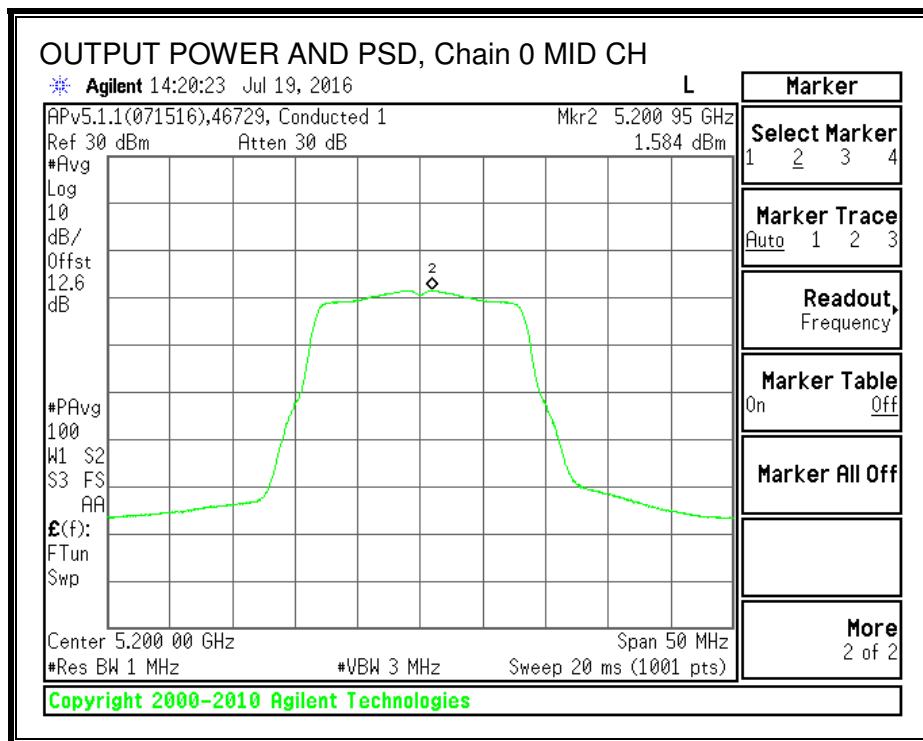 OUTPUT POWER AND PSD, Chain 0 MID CH
Agilent 14:20:23 Jul 19, 2016 L
Marker
APv5.1.1(071516),46729, Conducted 1 Mkr2 5.200 95 GHz
Ref 30 dBm Atten 30 dB 1.584 dBm
#Avg
Log
10
dB/
Offst
12.6
dB
2
#PAvg
100
W1 S2
S3 FS
AA
£(f):
FTun
Swp
Center 5.200 00 GHz Span 50 MHz
#Res BW 1 MHz #VBW 3 MHz Sweep 20 ms (1001 pts)
Select Marker
1 2 3 4
Marker Trace
Auto 1 2 3
Readout
Frequency
Marker Table
On Off
Marker All Off
More
2 of 2
Copyright 2000-2010 Agilent Technologies